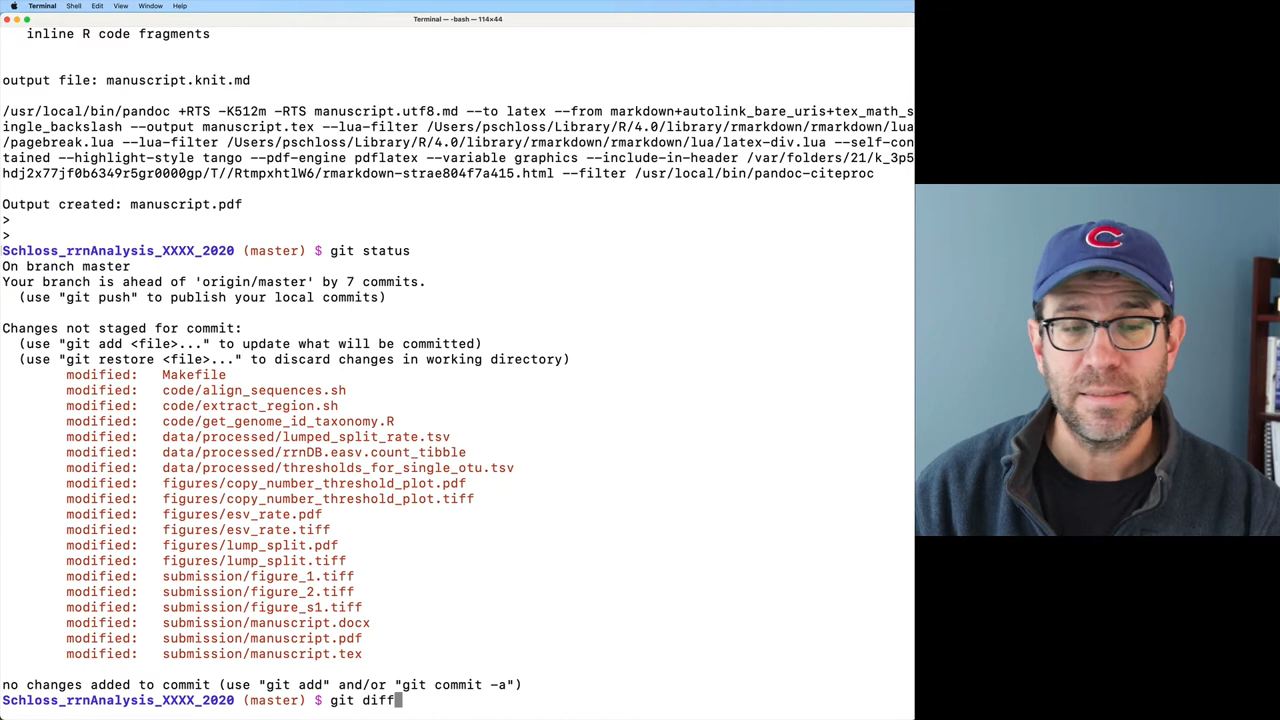 Terminal Shell Edit View Window Help
Terminal — -bash — 114×44
inline R code fragments
output file: manuscript.knit.md
/usr/local/bin/pandoc +RTS -K512m -RTS manuscript.utf8.md --to latex --from markdown+autolink_bare_uris+tex_math_s
ingle_backslash --output manuscript.tex --lua-filter /Users/pschloss/Library/R/4.0/library/rmarkdown/rmarkdown/lua
/pagebreak.lua --lua-filter /Users/pschloss/Library/R/4.0/library/rmarkdown/rmarkdown/lua/latex-div.lua --self-con
tained --highlight-style tango --pdf-engine pdflatex --variable graphics --include-in-header /var/folders/21/k_3p5
hdj2x77jf0b6349r5gr0000gp/T//RtmpxhtlW6/rmarkdown-strae804f7a415.html --filter /usr/local/bin/pandoc-citeproc
Output created: manuscript.pdf
>
>
Schloss_rrnAnalysis_XXXX_2020 (master) $ git status
On branch master
Your branch is ahead of 'origin/master' by 7 commits.
(use "git push" to publish your local commits)
Changes not staged for commit:
(use "git add <file>..." to update what will be committed)
(use "git restore <file>..." to discard changes in working directory)
modified: Makefile
modified: code/align_sequences.sh
modified: code/extract_region.sh
modified: code/get_genome_id_taxonomy.R
modified: data/processed/lumped_split_rate.tsv
modified: data/processed/rrnDB.easv.count_tibble
modified: data/processed/thresholds_for_single_otu.tsv
modified: figures/copy_number_threshold_plot.pdf
modified: figures/copy_number_threshold_plot.tiff
modified: figures/esv_rate.pdf
modified: figures/esv_rate.tiff
modified: figures/lump_split.pdf
modified: figures/lump_split.tiff
modified: submission/figure_1.tiff
modified: submission/figure_2.tiff
modified: submission/figure_s1.tiff
modified: submission/manuscript.docx
modified: submission/manuscript.pdf
modified: submission/manuscript.tex
no changes added to commit (use "git add" and/or "git commit -a")
Schloss_rrnAnalysis_XXXX_2020 (master) $ git diff
C